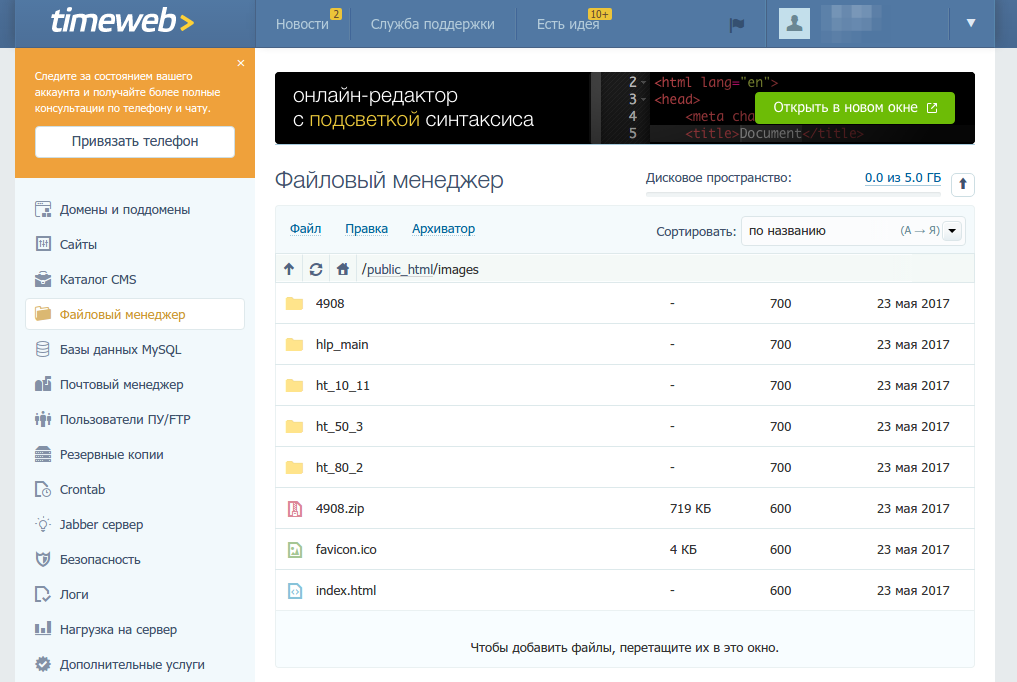 timeweb>
Новости 2
Служба поддержки
Есть идея 10+
Следите за состоянием вашего
аккаунта и получайте более полные
консультации по телефону и чату.
Привязать телефон
Домены и поддомены
Сайты
Каталог CMS
Файловый менеджер
Базы данных MySQL
Почтовый менеджер
Пользователи ПУ/FTP
Резервные копии
Crontab
Jabber сервер
Безопасность
Логи
Нагрузка на сервер
Дополнительные услуги
онлайн-редактор
с подсветкой синтаксиса
2 <html lang="en">
3 <head>
4 <meta cha
5 <title>Document</title>
Открыть в новом окне
Файловый менеджер
Дисковое пространство: 0.0 из 5.0 ГБ
Файл Правка Архиватор
Сортировать: по названию (А → Я)
/public_html/images
4908 - 700 23 мая 2017
hlp_main - 700 23 мая 2017
ht_10_11 - 700 23 мая 2017
ht_50_3 - 700 23 мая 2017
ht_80_2 - 700 23 мая 2017
4908.zip 719 КБ 600 23 мая 2017
favicon.ico 4 КБ 600 23 мая 2017
index.html - 600 23 мая 2017
Чтобы добавить файлы, перетащите их в это окно.